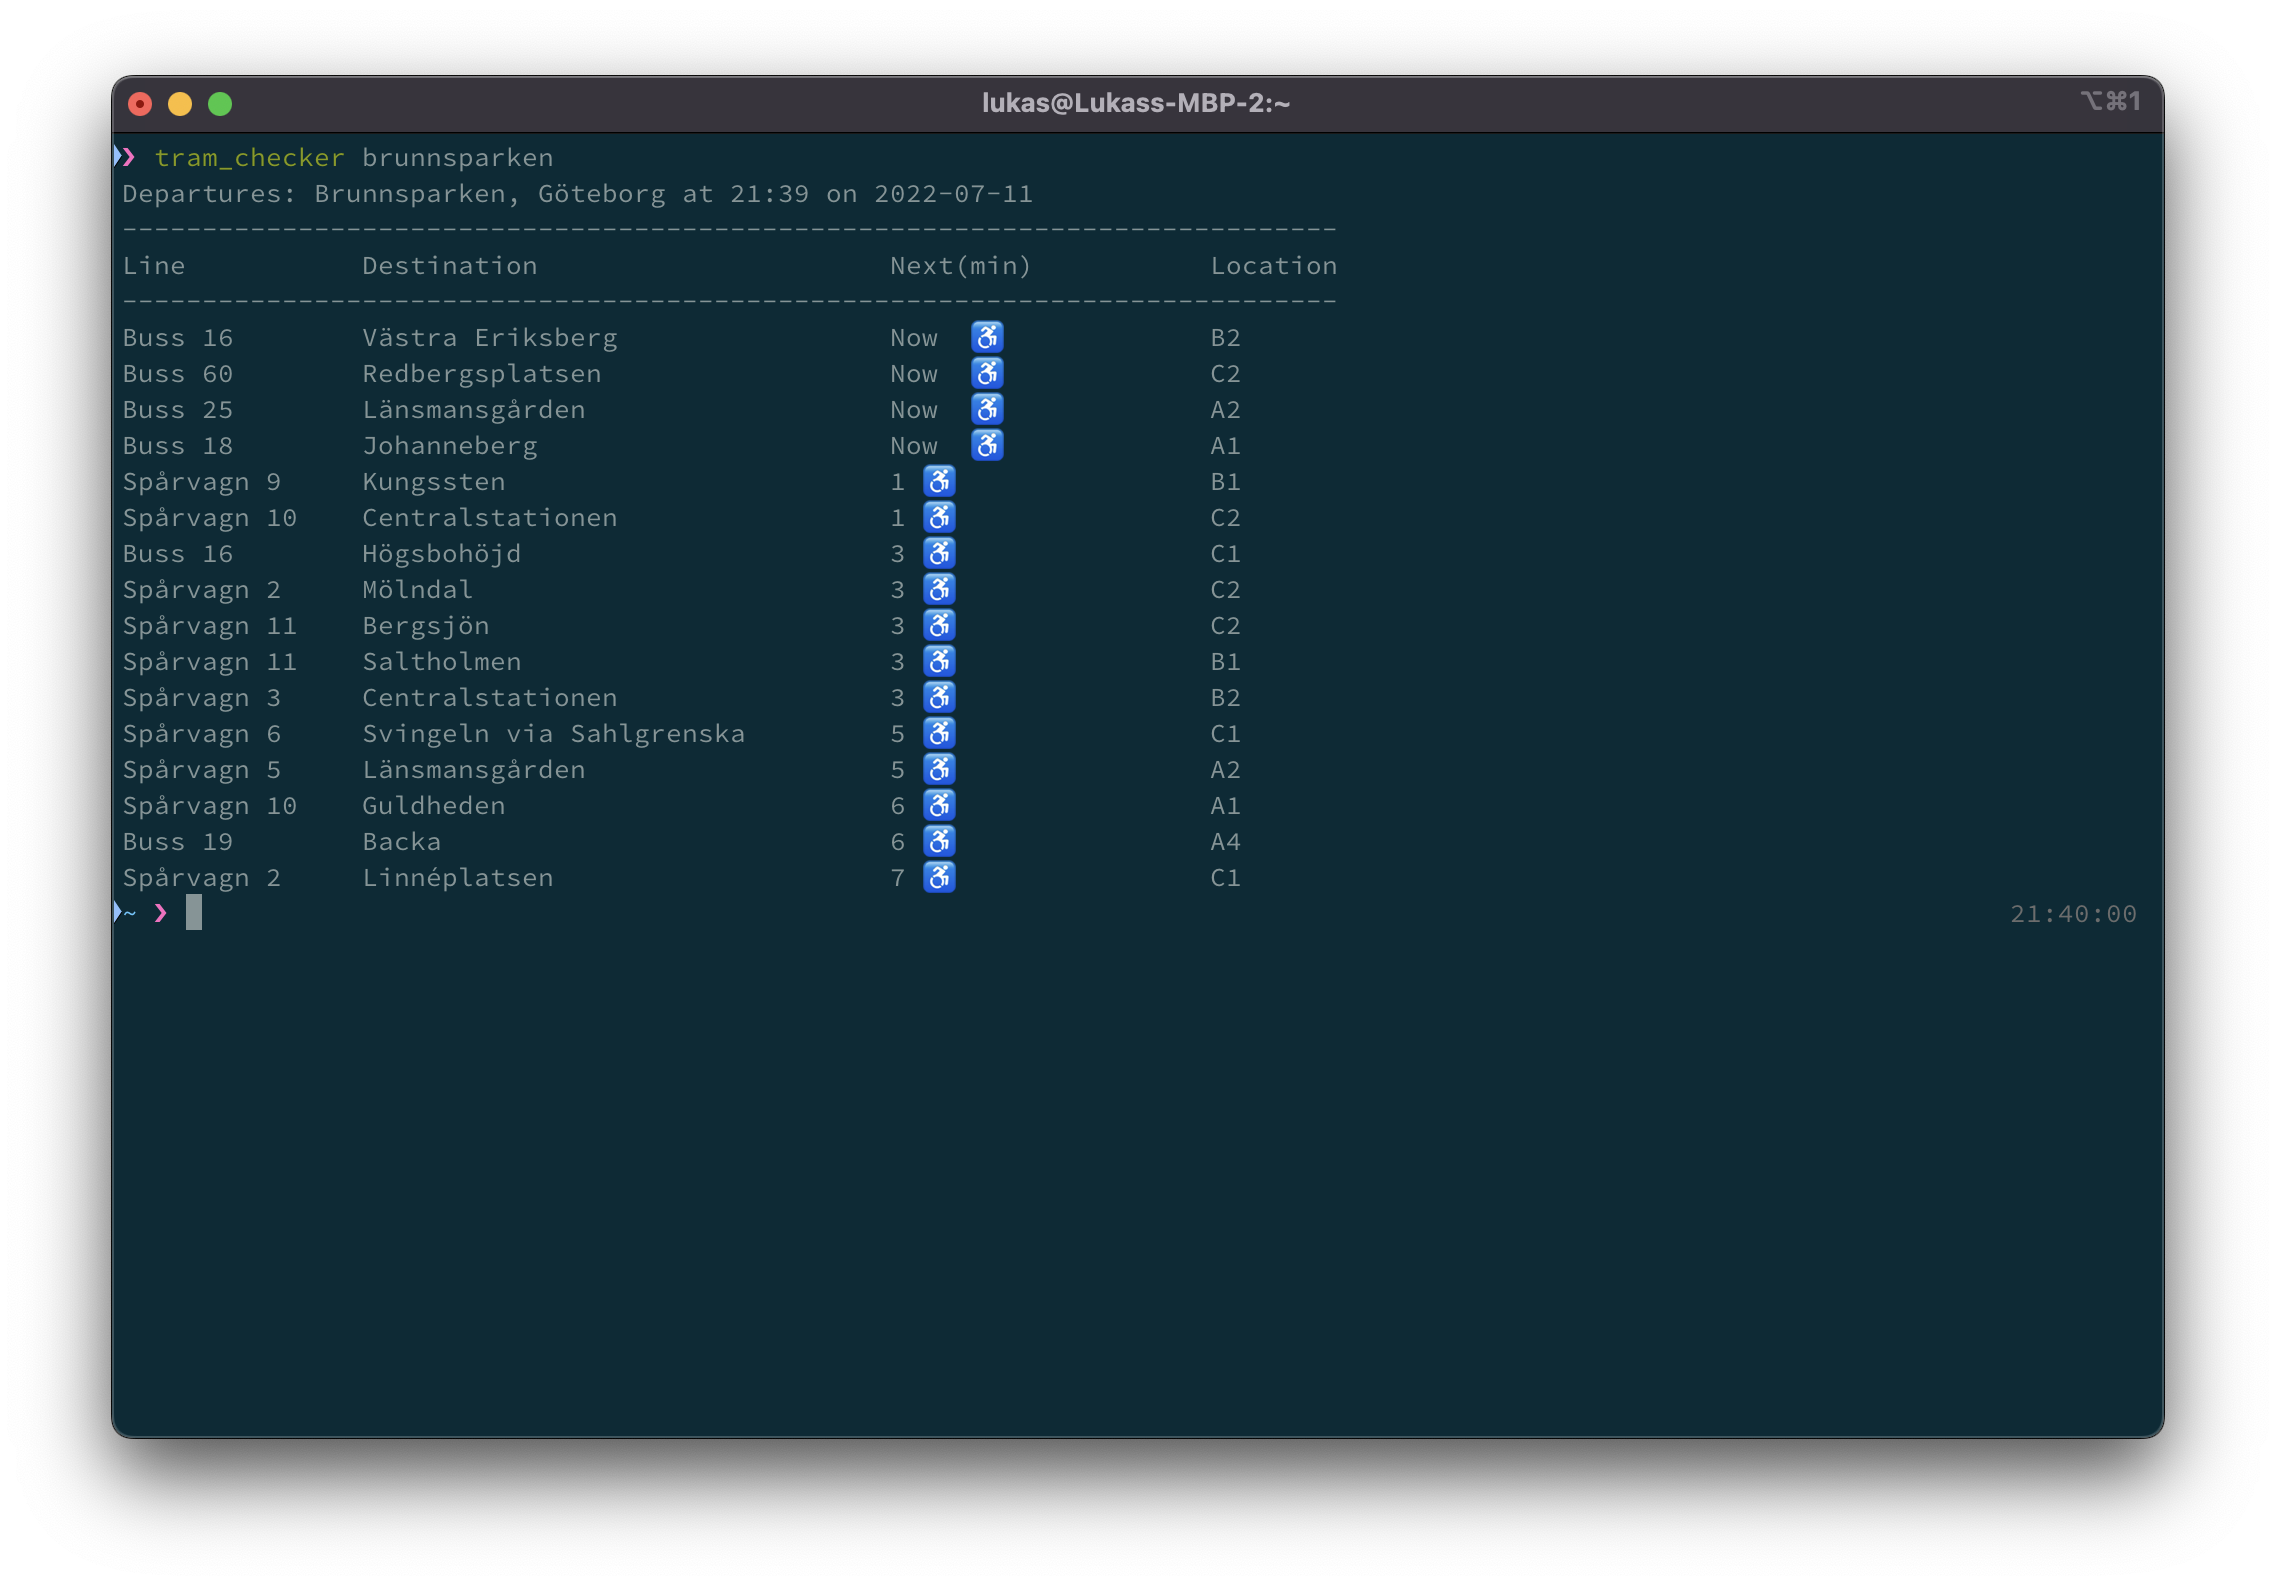 lukas@Lukass-MBP-2:~ ⌥⌘1
❯ tram_checker brunnsparken
Departures: Brunnsparken, Göteborg at 21:39 on 2022-07-11
----------------------------------------------------------------------------
Line Destination Next(min) Location
----------------------------------------------------------------------------
Buss 16 Västra Eriksberg Now ♿ B2
Buss 60 Redbergsplatsen Now ♿ C2
Buss 25 Länsmansgården Now ♿ A2
Buss 18 Johanneberg Now ♿ A1
Spårvagn 9 Kungssten 1 ♿ B1
Spårvagn 10 Centralstationen 1 ♿ C2
Buss 16 Högsbohöjd 3 ♿ C1
Spårvagn 2 Mölndal 3 ♿ C2
Spårvagn 11 Bergsjön 3 ♿ C2
Spårvagn 11 Saltholmen 3 ♿ B1
Spårvagn 3 Centralstationen 3 ♿ B2
Spårvagn 6 Svingeln via Sahlgrenska 5 ♿ C1
Spårvagn 5 Länsmansgården 5 ♿ A2
Spårvagn 10 Guldheden 6 ♿ A1
Buss 19 Backa 6 ♿ A4
Spårvagn 2 Linnéplatsen 7 ♿ C1
~ ❯ 21:40:00